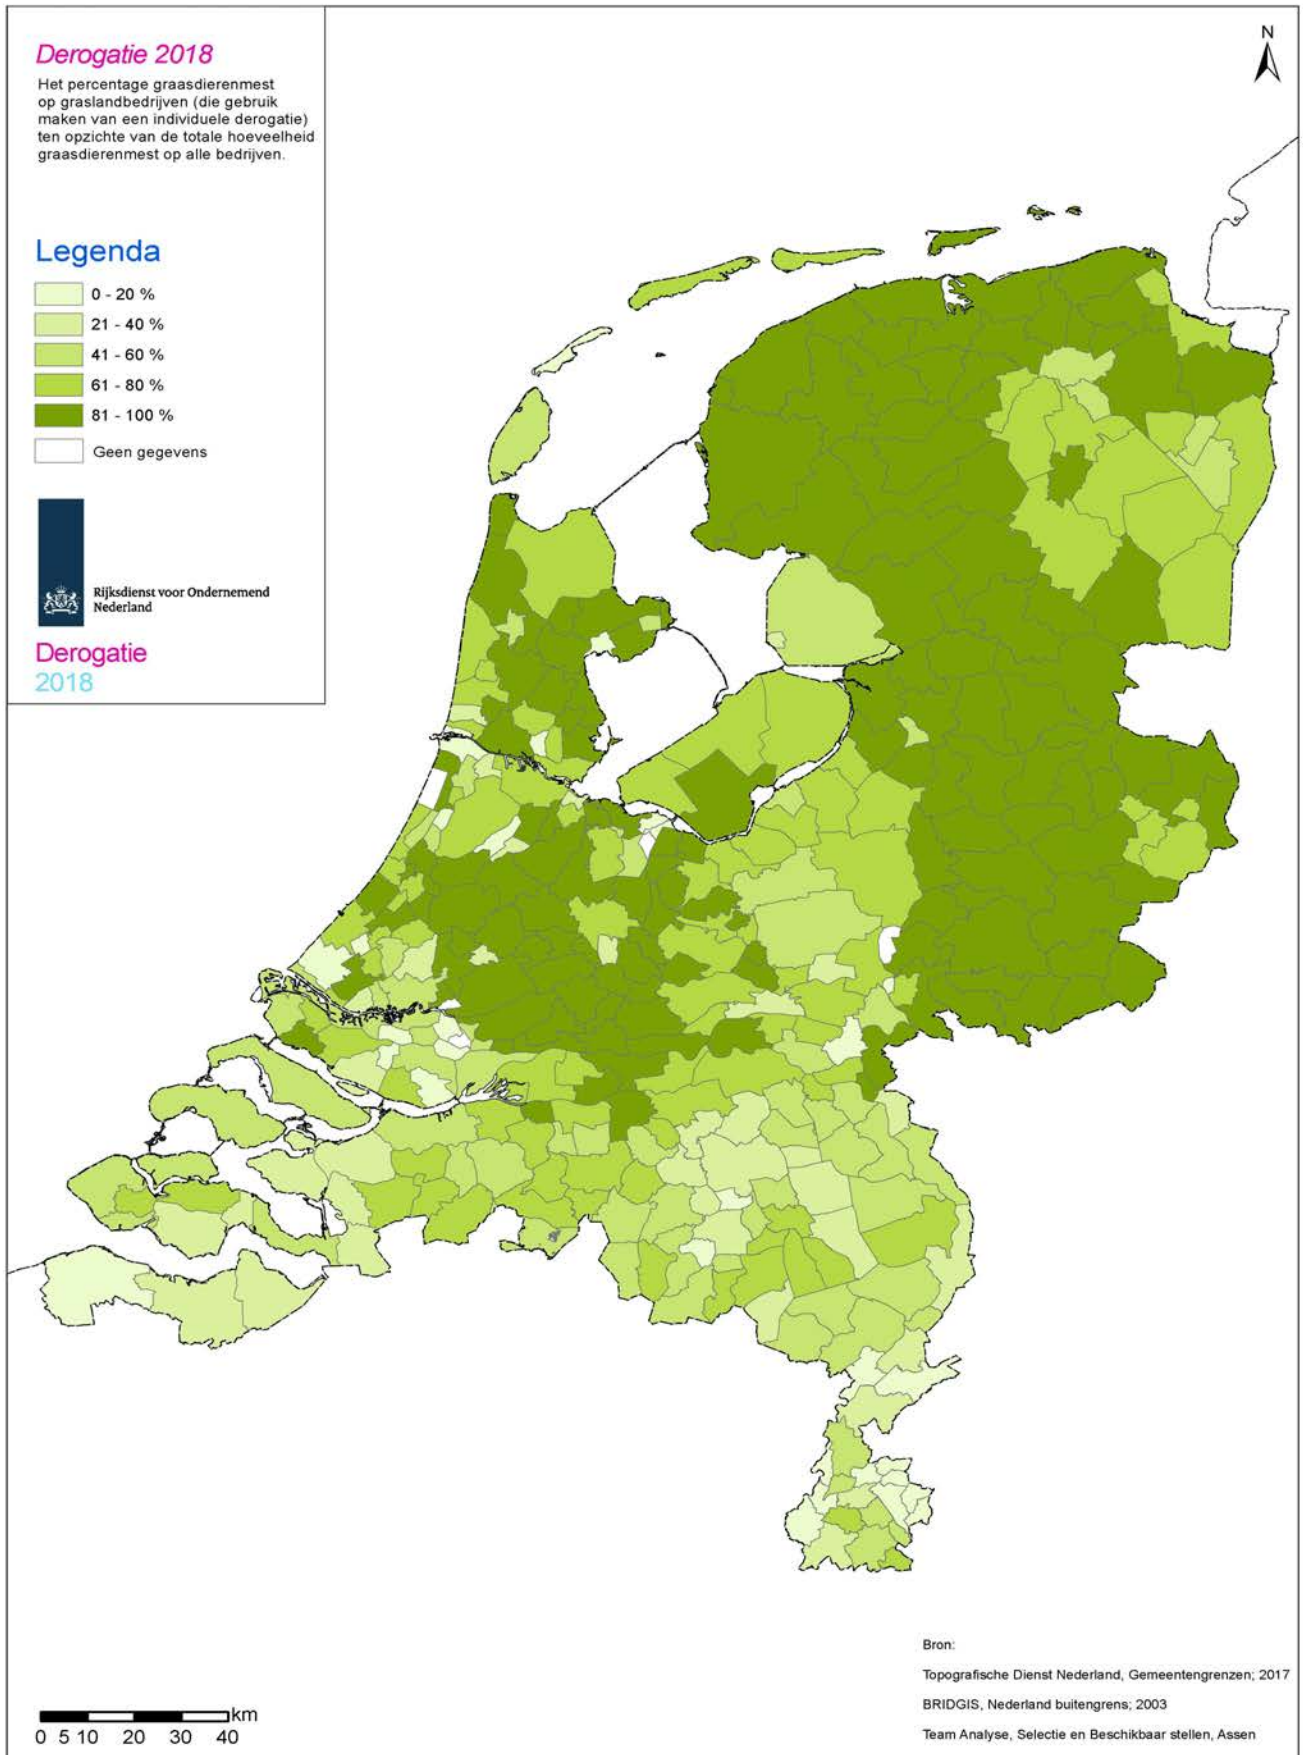 Derogatie 2018
Het percentage graasdierenmest
op graslandbedrijven (die gebruik
maken van een individuele derogatie)
ten opzichte van de totale hoeveelheid
graasdierenmest op alle bedrijven.
N
Legenda
0 - 20 %
21 - 40 %
41 - 60 %
61 - 80 %
81 - 100 %
Geen gegevens
Rijksdienst voor Ondernemend
Nederland
Derogatie
2018
Bron:
Topografische Dienst Nederland, Gemeentengrenzen; 2017
BRIDGIS, Nederland buitengrens; 2003
Team Analyse, Selectie en Beschikbaar stellen, Assen
km
0 5 10 20 30 40